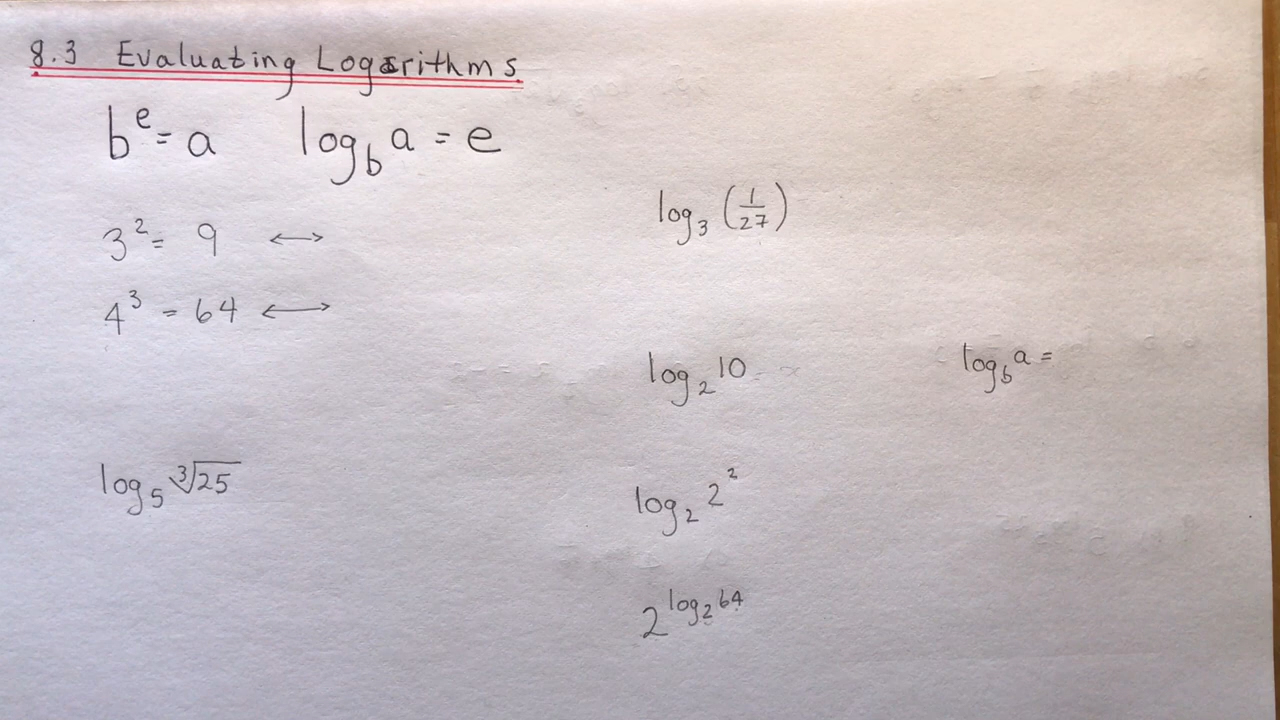 8.3 Evaluating Logarithms
b^e = a log_b a = e
3^2 = 9 ↔
4^3 = 64 ↔
log_5 ∛25
log_3 (1/27)
log_2 10
log_b a =
log_2 2^2
2^(log_2 64)